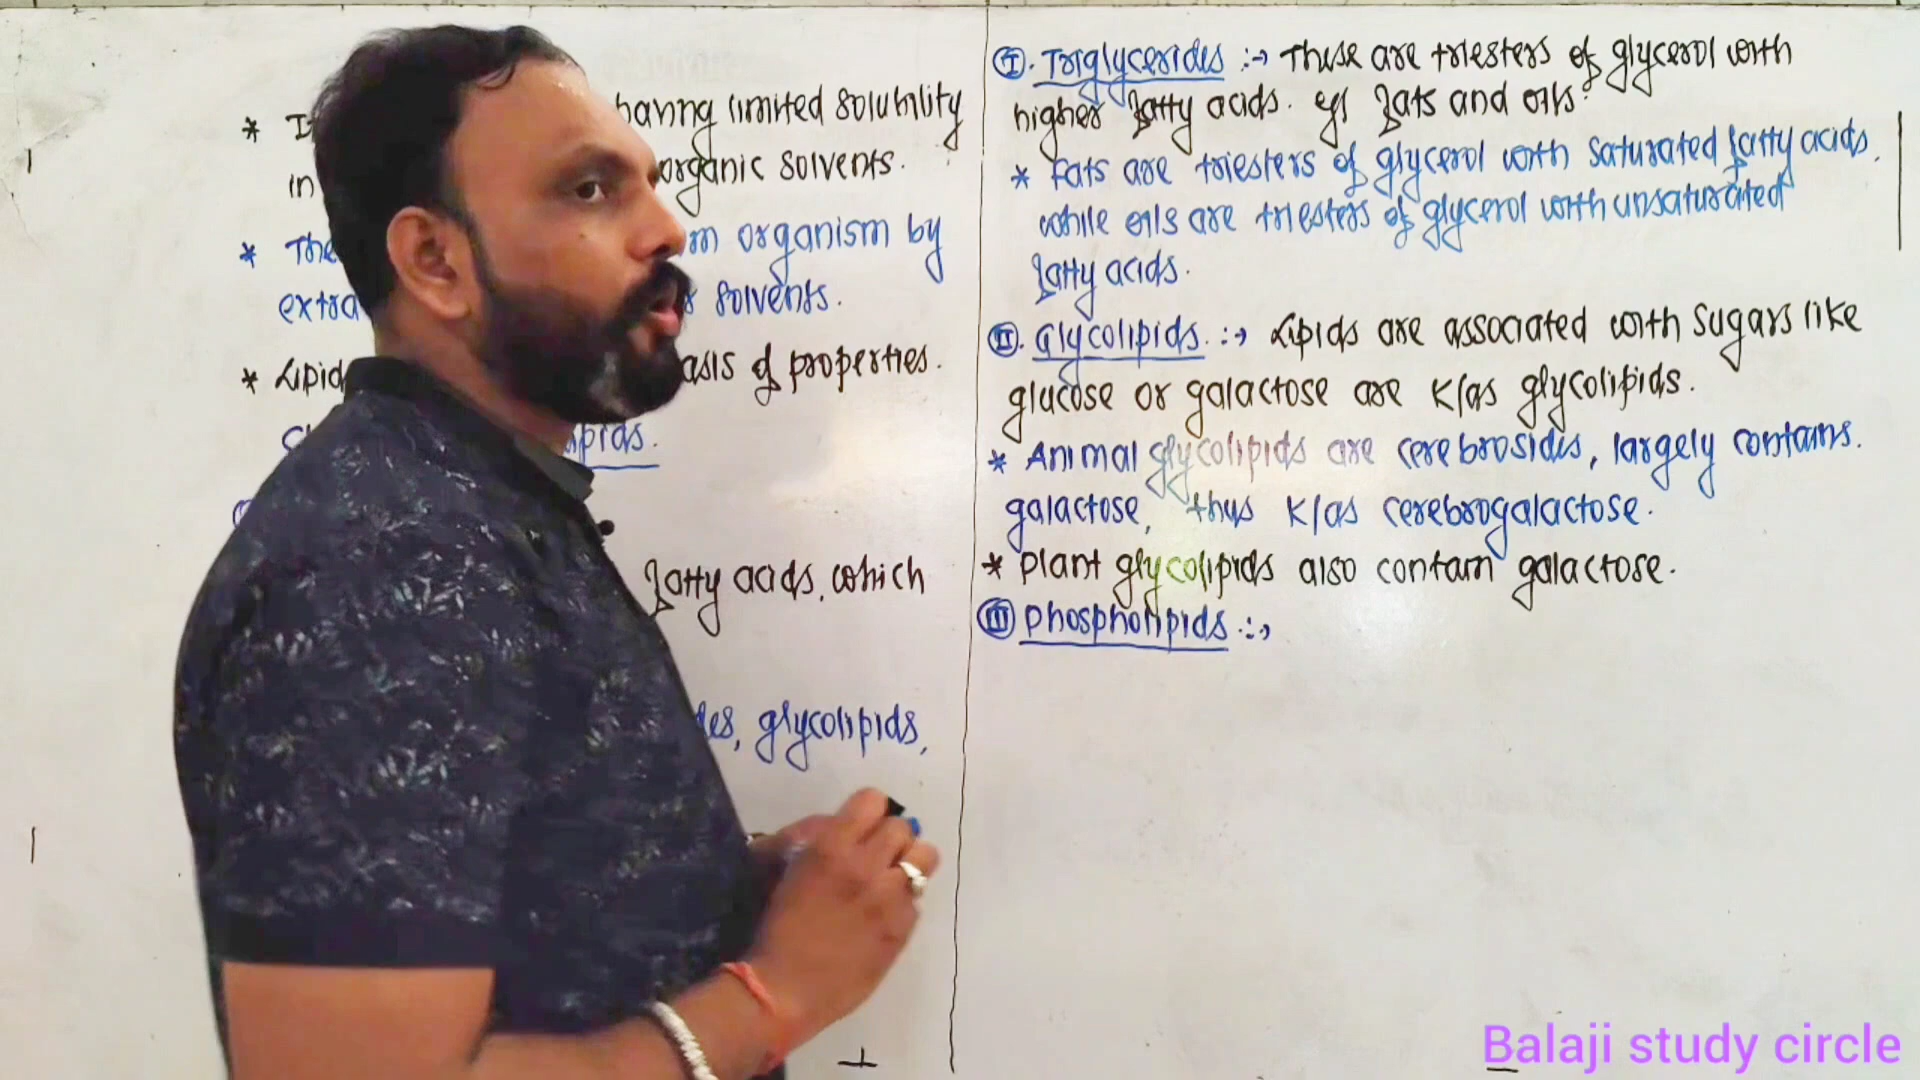 * I having limited solubility
in organic solvents.
* The organism by
extra solvents.
* Lipid of properties.
fatty acids, which
glycolipids,
(I). Triglycerides :→ These are triesters of glycerol with
higher fatty acids. eg fats and oils.
* Fats are triesters of glycerol with saturated fatty acids,
while oils are triesters of glycerol with unsaturated
fatty acids.
(II). Glycolipids. :→ Lipids are associated with sugars like
glucose or galactose are K/as glycolipids.
* Animal glycolipids are cerebrosides, largely contains.
galactose, thus K/as cerebrogalactose.
* Plant glycolipids also contain galactose.
(III) Phospholipids :→
Balaji study circle